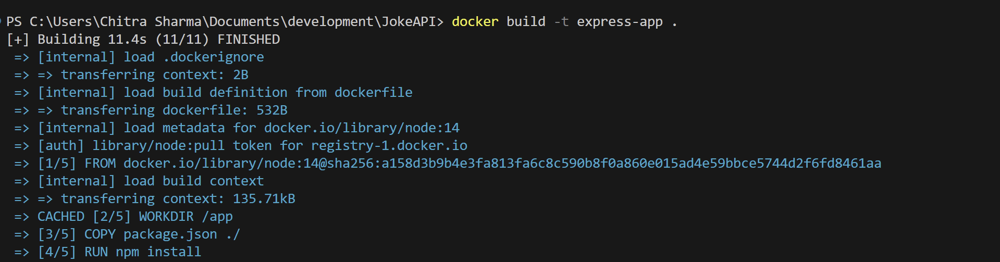 PS C:\Users\Chitra Sharma\Documents\development\JokeAPI> docker build -t express-app .
[+] Building 11.4s (11/11) FINISHED
=> [internal] load .dockerignore
=> => transferring context: 2B
=> [internal] load build definition from dockerfile
=> => transferring dockerfile: 532B
=> [internal] load metadata for docker.io/library/node:14
=> [auth] library/node:pull token for registry-1.docker.io
=> [1/5] FROM docker.io/library/node:14@sha256:a158d3b9b4e3fa813fa6c8c590b8f0a860e015ad4e59bbce5744d2f6fd8461aa
=> [internal] load build context
=> => transferring context: 135.71kB
=> CACHED [2/5] WORKDIR /app
=> [3/5] COPY package.json ./
=> [4/5] RUN npm install